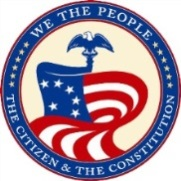 WE THE PEOPLE
THE CITIZEN & THE CONSTITUTION